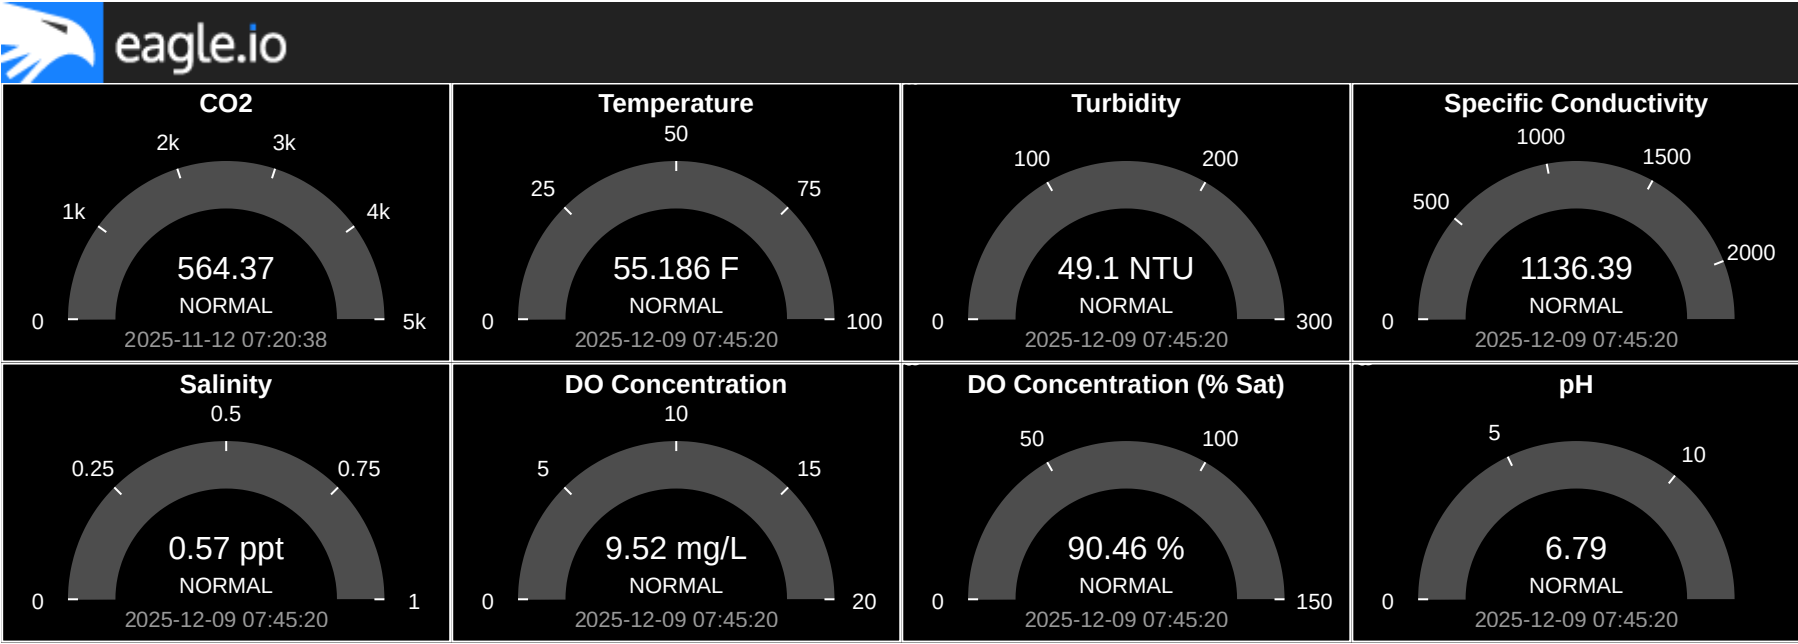 eagle.io
CO2
2k
3k
1k
4k
564.37
NORMAL
0
5k
2025-11-12 07:20:38
Temperature
50
25
75
55.186 F
NORMAL
0
100
2025-12-09 07:45:20
Turbidity
100
200
49.1 NTU
NORMAL
0
300
2025-12-09 07:45:20
Specific Conductivity
1000
1500
500
2000
1136.39
NORMAL
0
2025-12-09 07:45:20
Salinity
0.5
0.25
0.75
0.57 ppt
NORMAL
0
1
2025-12-09 07:45:20
DO Concentration
10
5
15
9.52 mg/L
NORMAL
0
20
2025-12-09 07:45:20
DO Concentration (% Sat)
50
100
90.46 %
NORMAL
0
150
2025-12-09 07:45:20
pH
5
10
6.79
NORMAL
0
2025-12-09 07:45:20